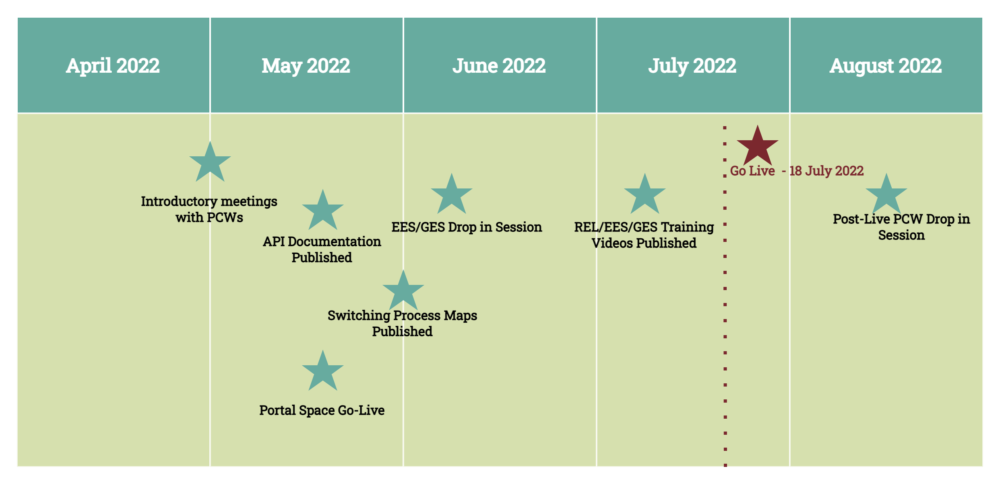 April 2022
May 2022
June 2022
July 2022
August 2022
Go Live - 18 July 2022
Introductory meetings
with PCWs
API Documentation
Published
EES/GES Drop in Session
REL/EES/GES Training
Videos Published
Post-Live PCW Drop in
Session
Switching Process Maps
Published
Portal Space Go-Live